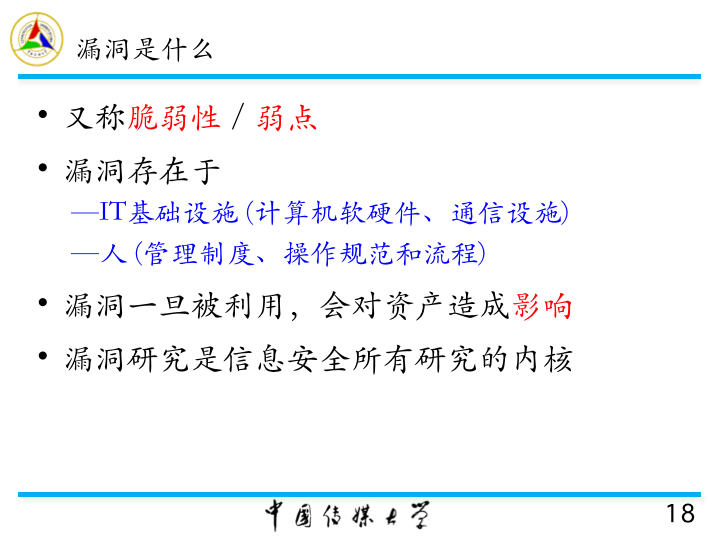 漏洞是什么
• 又称脆弱性 / 弱点
• 漏洞存在于
—IT基础设施(计算机软硬件、通信设施)
—人(管理制度、操作规范和流程)
• 漏洞一旦被利用，会对资产造成影响
• 漏洞研究是信息安全所有研究的内核
中国传媒大学
18